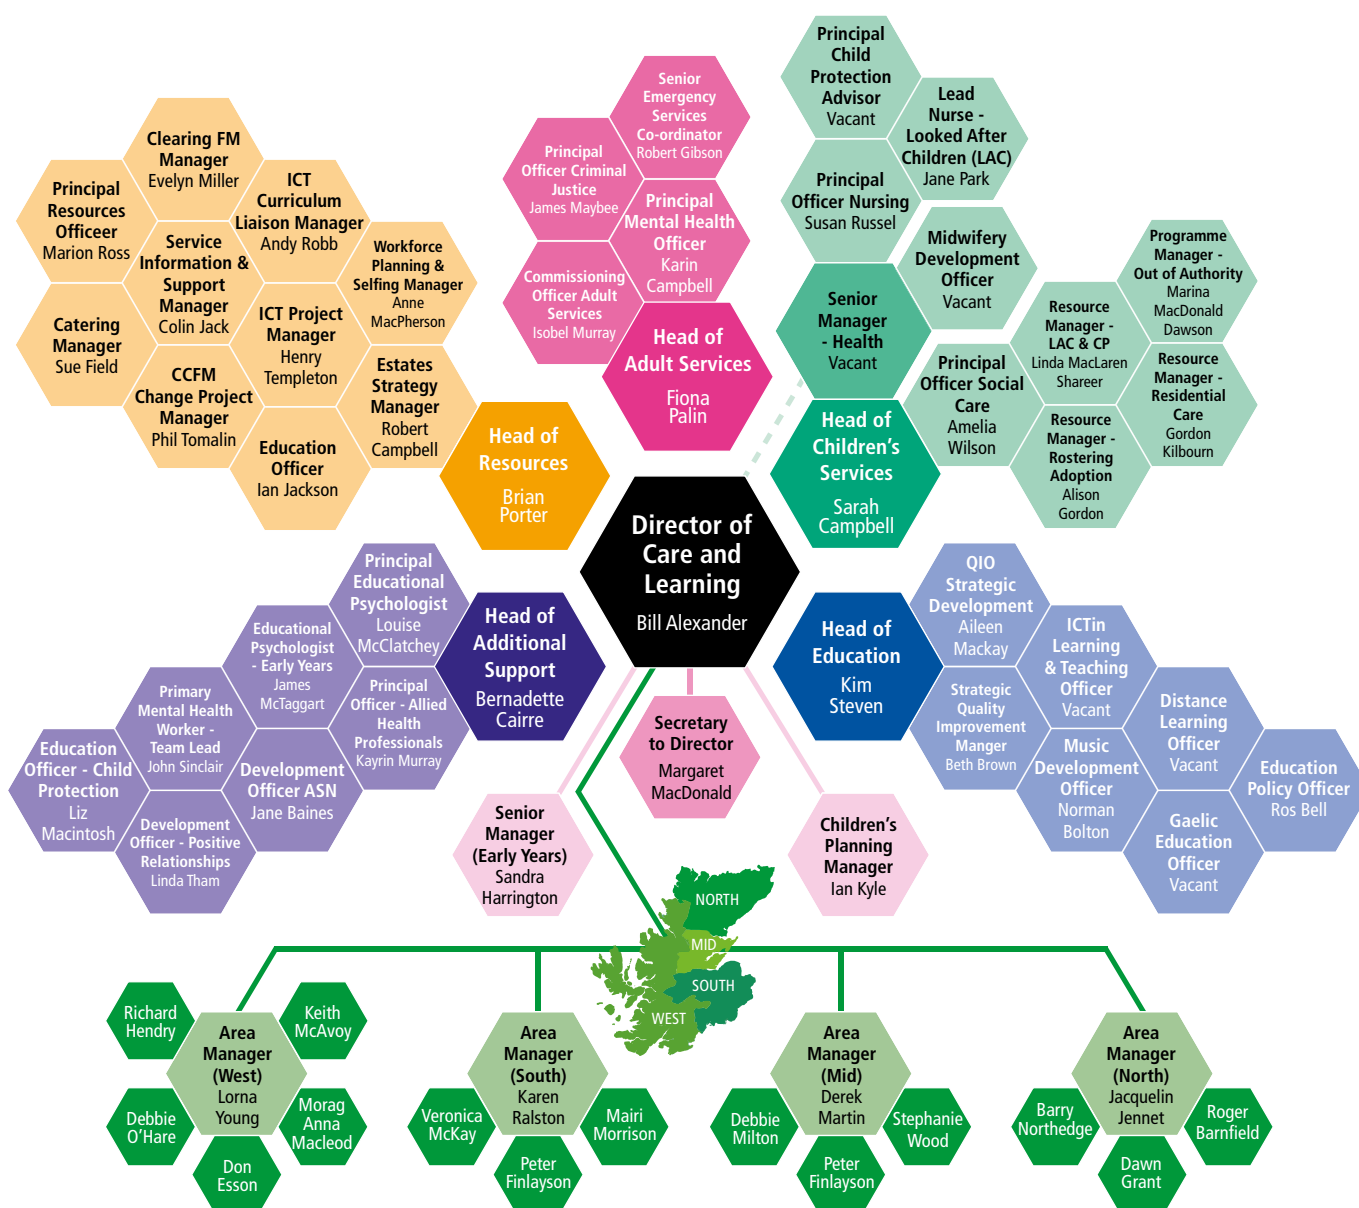 Clearing FM
Manager
Evelyn Miller
Principal
Resources
Officeer
Marion Ross
ICT
Curriculum
Liaison Manager
Andy Robb
Service
Information &
Support
Manager
Colin Jack
Workforce
Planning &
Selfing Manager
Anne
MacPherson
Catering
Manager
Sue Field
ICT Project
Manager
Henry
Templeton
CCFM
Change Project
Manager
Phil Tomalin
Estates
Strategy
Manager
Robert
Campbell
Education
Officer
Ian Jackson
Head of
Resources
Brian
Porter
Senior
Emergency
Services
Co-ordinator
Robert Gibson
Principal
Officer Criminal
Justice
James Maybee
Principal
Mental Health
Officer
Karin
Campbell
Commissioning
Officer Adult
Services
Isobel Murray
Head of
Adult Services
Fiona
Palin
Principal
Child
Protection
Advisor
Vacant
Lead
Nurse -
Looked After
Children (LAC)
Jane Park
Principal
Officer Nursing
Susan Russel
Midwifery
Development
Officer
Vacant
Senior
Manager
- Health
Vacant
Programme
Manager -
Out of Authority
Marina
MacDonald
Dawson
Resource
Manager -
LAC & CP
Linda MacLaren
Shareer
Principal
Officer Social
Care
Amelia
Wilson
Resource
Manager -
Residential
Care
Gordon
Kilbourn
Resource
Manager -
Rostering
Adoption
Alison
Gordon
Head of
Children's
Services
Sarah
Campbell
Director of
Care and
Learning
Bill Alexander
Principal
Educational
Psychologist
Louise
McClatchey
Head of
Additional
Support
Bernadette
Cairre
Educational
Psychologist
- Early Years
James
McTaggart
Principal
Officer - Allied
Health
Professionals
Kayrin Murray
Primary
Mental Health
Worker -
Team Lead
John Sinclair
Development
Officer ASN
Jane Baines
Education
Officer - Child
Protection
Liz
Macintosh
Development
Officer - Positive
Relationships
Linda Tham
Head of
Education
Kim
Steven
QIO
Strategic
Development
Aileen
Mackay
ICTin
Learning
& Teaching
Officer
Vacant
Strategic
Quality
Improvement
Manger
Beth Brown
Distance
Learning
Officer
Vacant
Music
Development
Officer
Norman
Bolton
Education
Policy Officer
Ros Bell
Gaelic
Education
Officer
Vacant
Secretary
to Director
Margaret
MacDonald
Senior
Manager
(Early Years)
Sandra
Harrington
Children's
Planning
Manager
Ian Kyle
NORTH
MID
SOUTH
WEST
Richard
Hendry
Keith
McAvoy
Area
Manager
(West)
Lorna
Young
Debbie
O'Hare
Morag
Anna
Macleod
Don
Esson
Area
Manager
(South)
Karen
Ralston
Veronica
McKay
Mairi
Morrison
Peter
Finlayson
Area
Manager
(Mid)
Derek
Martin
Debbie
Milton
Stephanie
Wood
Peter
Finlayson
Area
Manager
(North)
Jacquelin
Jennet
Barry
Northedge
Roger
Barnfield
Dawn
Grant